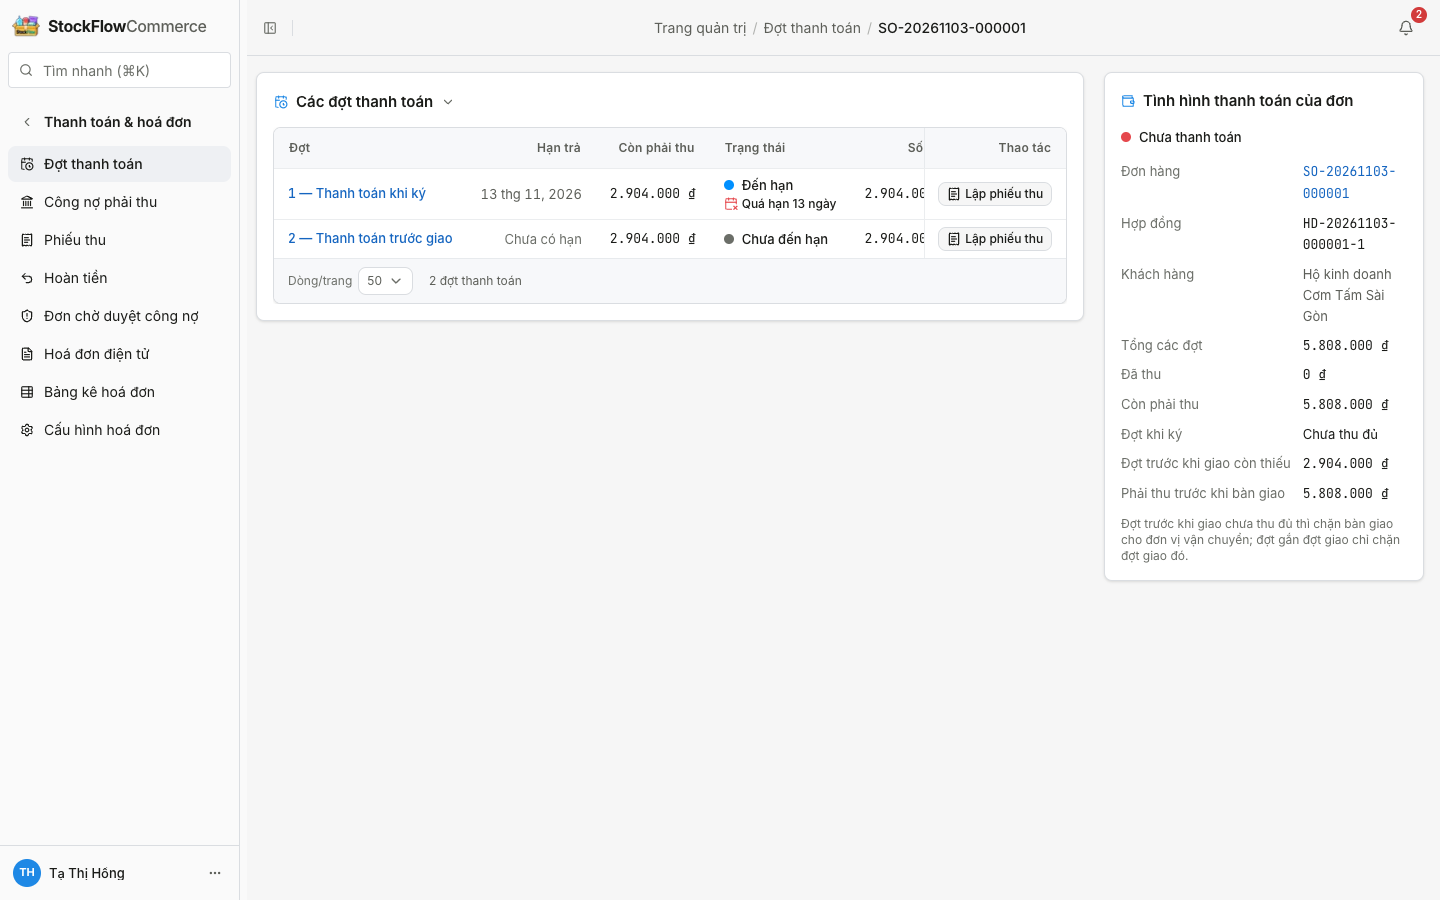 StockFlowCommerce
Tìm nhanh (⌘K)
Thanh toán & hoá đơn
Đợt thanh toán
Công nợ phải thu
Phiếu thu
Hoàn tiền
Đơn chờ duyệt công nợ
Hoá đơn điện tử
Bảng kê hoá đơn
Cấu hình hoá đơn
TH Tạ Thị Hồng
Trang quản trị / Đợt thanh toán / SO-20261103-000001
2
Các đợt thanh toán
Đợt Hạn trả Còn phải thu Trạng thái Số Thao tác
1 — Thanh toán khi ký 13 thg 11, 2026 2.904.000 ₫ Đến hạn 2.904.00 Lập phiếu thu
Quá hạn 13 ngày
2 — Thanh toán trước giao Chưa có hạn 2.904.000 ₫ Chưa đến hạn 2.904.00 Lập phiếu thu
Dòng/trang 50 2 đợt thanh toán
Tình hình thanh toán của đơn
Chưa thanh toán
Đơn hàng SO-20261103-
000001
Hợp đồng HD-20261103-
000001-1
Khách hàng Hộ kinh doanh
Cơm Tấm Sài
Gòn
Tổng các đợt 5.808.000 ₫
Đã thu 0 ₫
Còn phải thu 5.808.000 ₫
Đợt khi ký Chưa thu đủ
Đợt trước khi giao còn thiếu 2.904.000 ₫
Phải thu trước khi bàn giao 5.808.000 ₫
Đợt trước khi giao chưa thu đủ thì chặn bàn giao
cho đơn vị vận chuyển; đợt gắn đợt giao chỉ chặn
đợt giao đó.